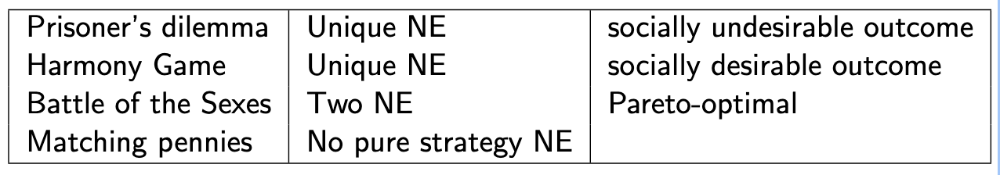 Prisoner's dilemma Unique NE socially undesirable outcome
Harmony Game Unique NE socially desirable outcome
Battle of the Sexes Two NE Pareto-optimal
Matching pennies No pure strategy NE